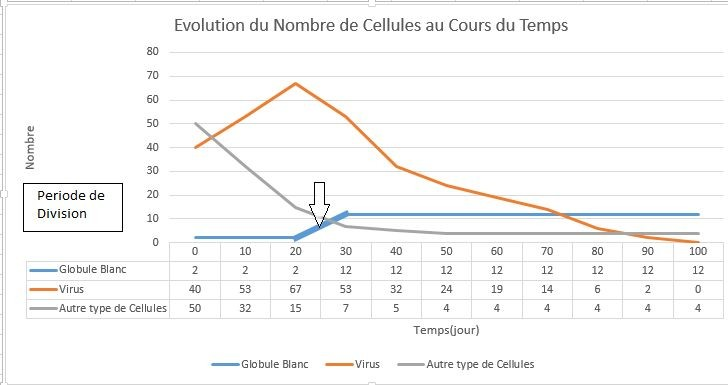 Evolution du Nombre de Cellules au Cours du Temps
80
70
60
50
40
30
20
10
0
Nombre
Periode de
Division
0 10 20 30 40 50 60 70 80 90 100
Globule Blanc 2 2 2 12 12 12 12 12 12 12 12
Virus 40 53 67 53 32 24 19 14 6 2 0
Autre type de Cellules 50 32 15 7 5 4 4 4 4 4 4
Temps(jour)
Globule Blanc Virus Autre type de Cellules